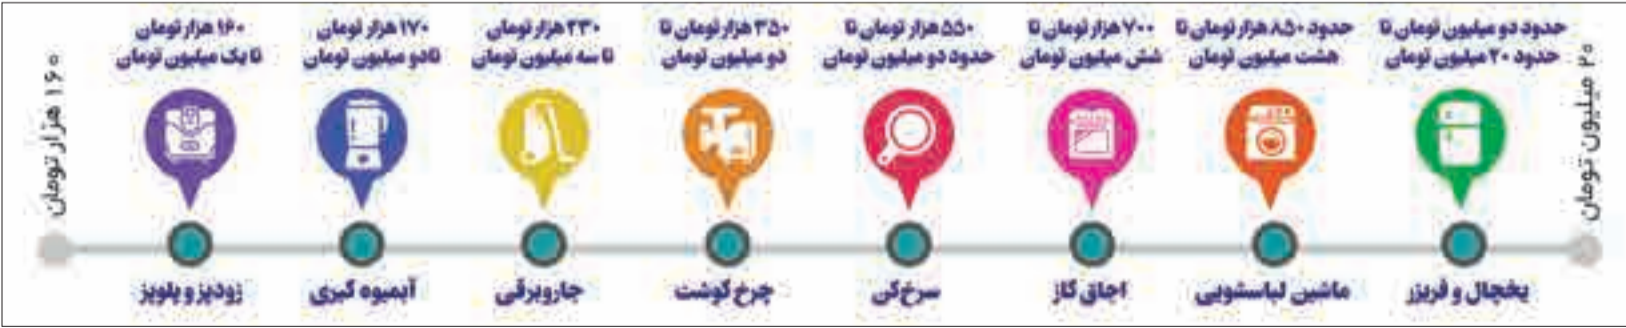 حدود دو میلیون تومان تا
حدود ۲۰ میلیون تومان
حدود ۸۵۰ هزار تومان تا
هشت میلیون تومان
۷۰۰ هزار تومان تا
شش میلیون تومان
۵۵۰ هزار تومان تا
حدود دو میلیون تومان
۳۵۰ هزار تومان تا
دو میلیون تومان
۲۳۰ هزار تومان
تا سه میلیون تومان
۱۷۰ هزار تومان
تا دو میلیون تومان
۱۶۰ هزار تومان
تا یک میلیون تومان
۲۰ میلیون تومان
۱۶۰ هزار تومان
یخچال و فریزر
ماشین لباسشویی
اجاق گاز
سرخ‌کن
چرخ گوشت
جاروبرقی
آبمیوه گیری
زودپز و پلوپز